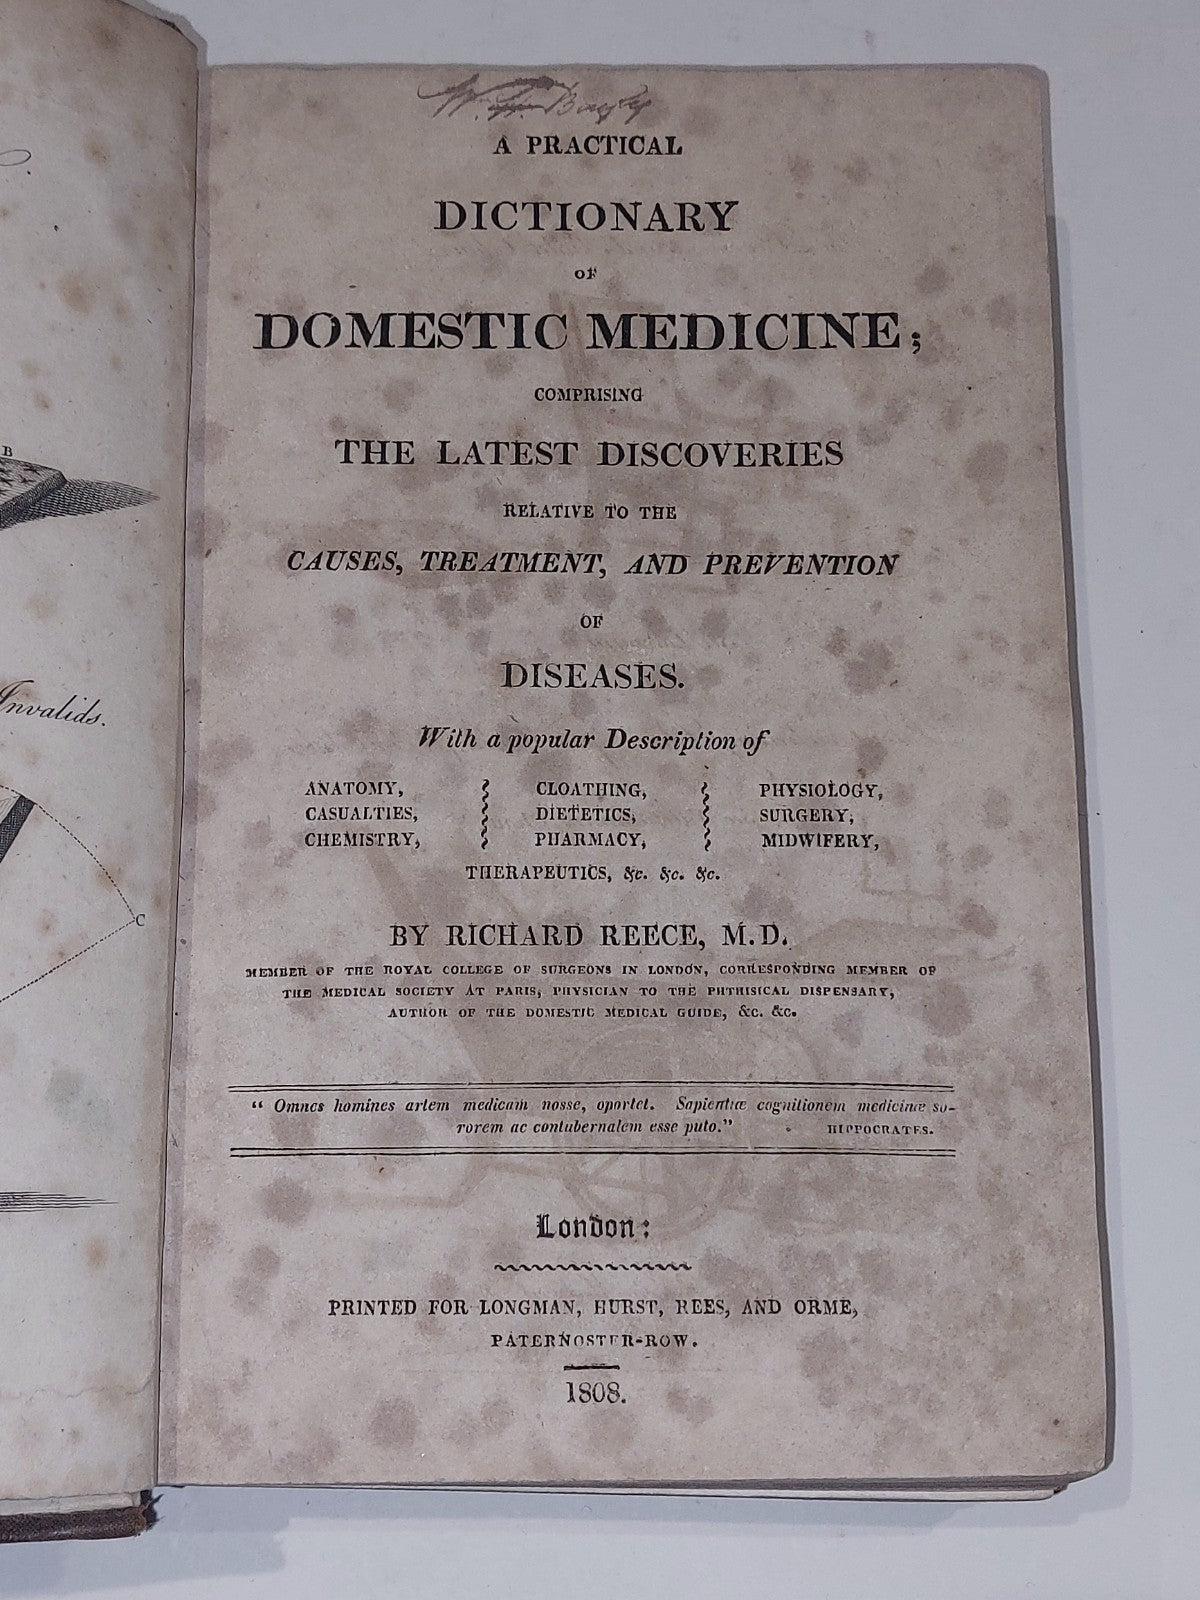 A PRACTICAL
DICTIONARY
OF
DOMESTIC MEDICINE;
COMPRISING
THE LATEST DISCOVERIES
RELATIVE TO THE
CAUSES, TREATMENT, AND PREVENTION
OF
DISEASES.
With a popular Description of
ANATOMY, CLOATHING, PHYSIOLOGY,
CASUALTIES, DIETETICS, SURGERY,
CHEMISTRY, PHARMACY, MIDWIFERY,
THERAPEUTICS, &c. &c. &c.
BY RICHARD REECE, M.D.
MEMBER OF THE ROYAL COLLEGE OF SURGEONS IN LONDON, CORRESPONDING MEMBER OF
THE MEDICAL SOCIETY AT PARIS, PHYSICIAN TO THE PHTHISICAL DISPENSARY,
AUTHOR OF THE DOMESTIC MEDICAL GUIDE, &c. &c.
“ Omnes homines artem medicam nosse, oportet. Sapientiæ cognitionem medicinæ so-
rorem ac contubernalem esse puto.” HIPPOCRATES.
London:
PRINTED FOR LONGMAN, HURST, REES, AND ORME,
PATERNOSTER-ROW.
1808.
B
Invalids.
C